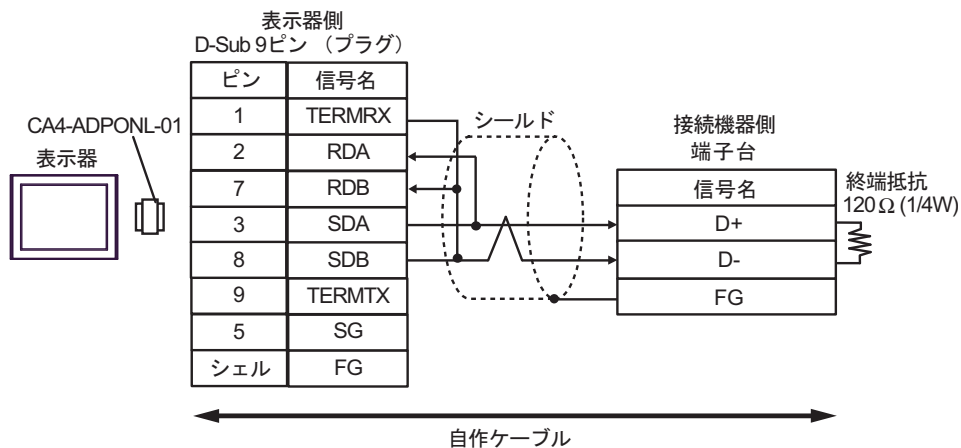 表示器側
D-Sub 9ピン （プラグ）
CA4-ADPONL-01
表示器
ピン 信号名
1 TERMRX
2 RDA
7 RDB
3 SDA
8 SDB
9 TERMTX
5 SG
シェル FG
シールド
接続機器側
端子台
信号名
D+
D-
FG
終端抵抗
120Ω (1/4W)
自作ケーブル